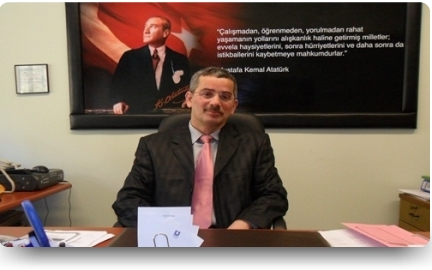 "Çalışmadan, öğrenmeden, yorulmadan rahat
yaşamanın yollarını alışkanlık haline getirmiş milletler;
evvela haysiyetlerini, sonra hürriyetlerini ve daha sonra da
istikballerini kaybetmeye mahkumdurlar."
Mustafa Kemal Atatürk